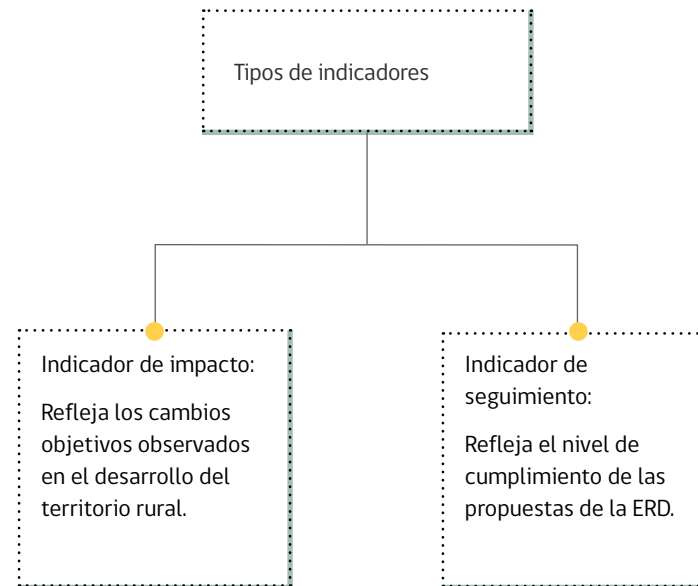 Tipos de indicadores
Indicador de impacto:
Refleja los cambios
objetivos observados
en el desarrollo del
territorio rural.
Indicador de
seguimiento:
Refleja el nivel de
cumplimiento de las
propuestas de la ERD.